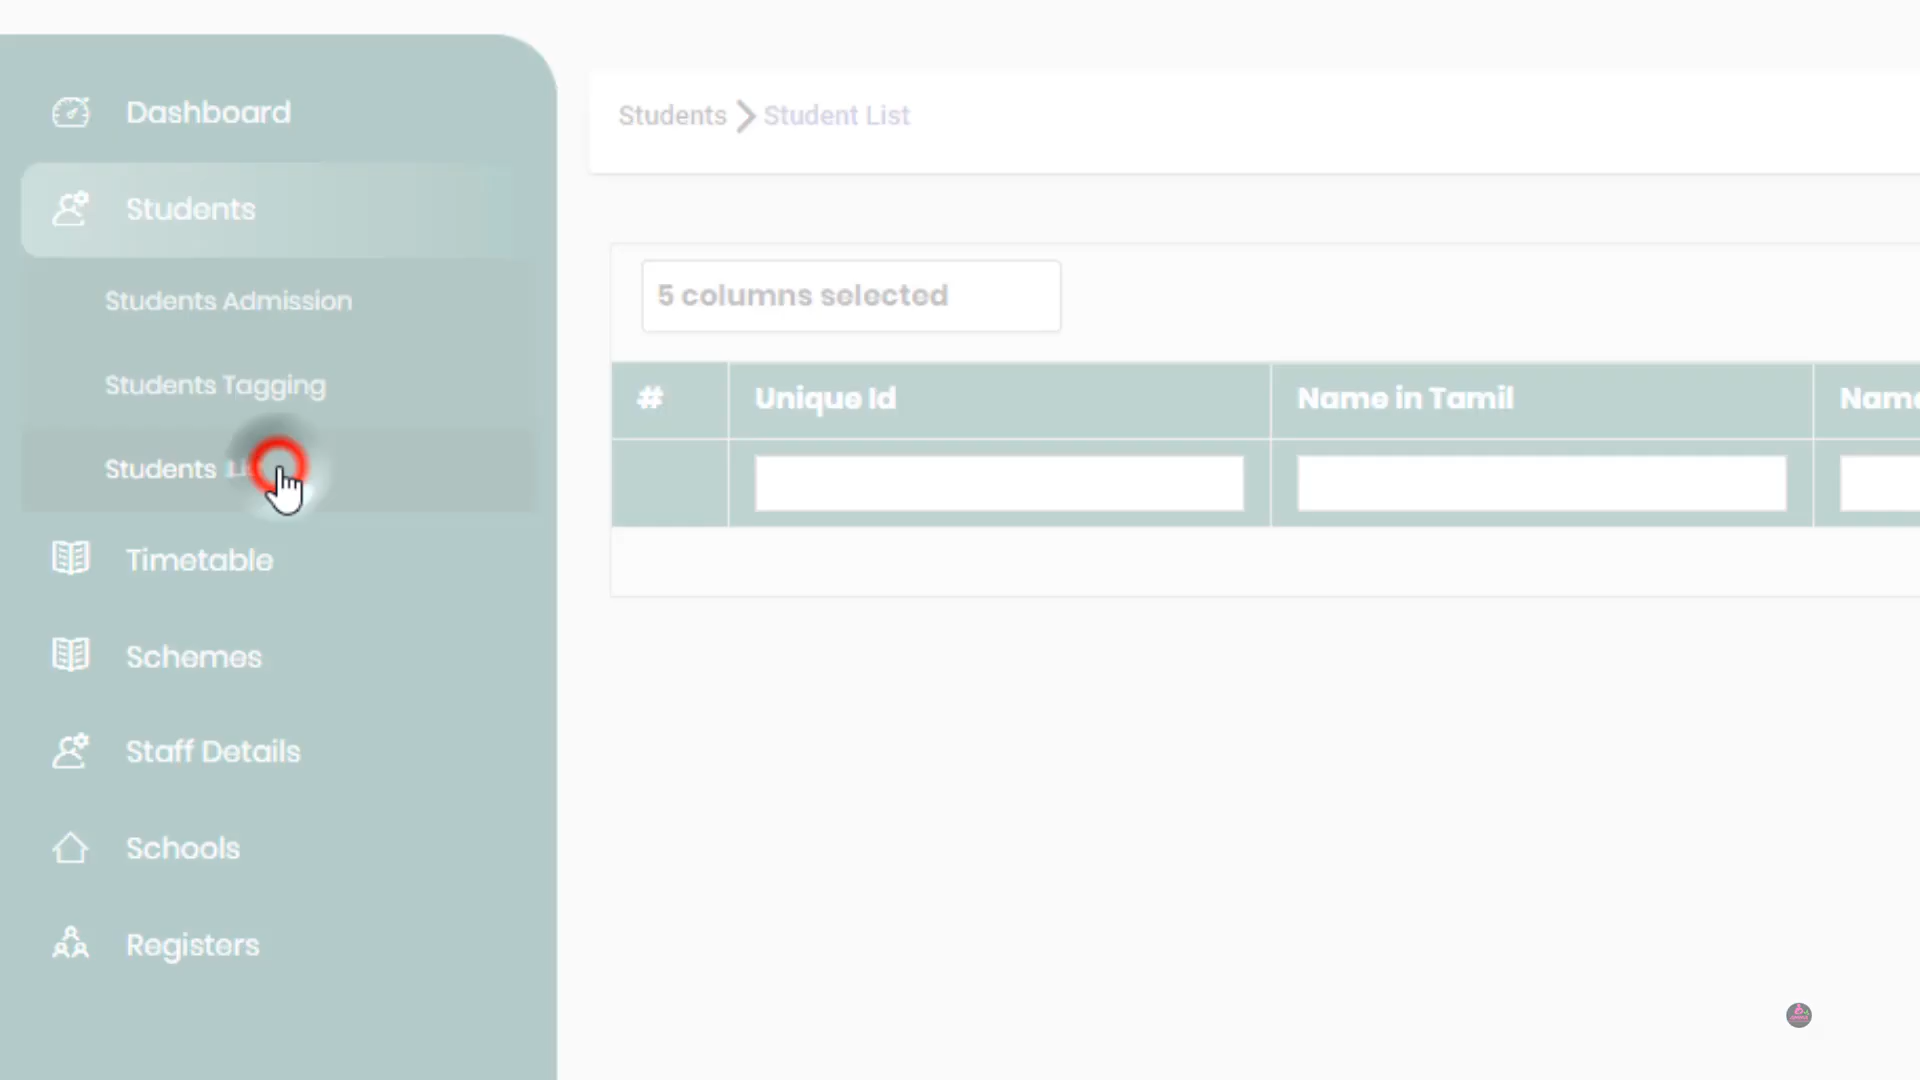 Dashboard
Students
Students Admission
Students Tagging
Students
Timetable
Schemes
Staff Details
Schools
Registers
Students > Student List
5 columns selected
# Unique Id Name in Tamil Name